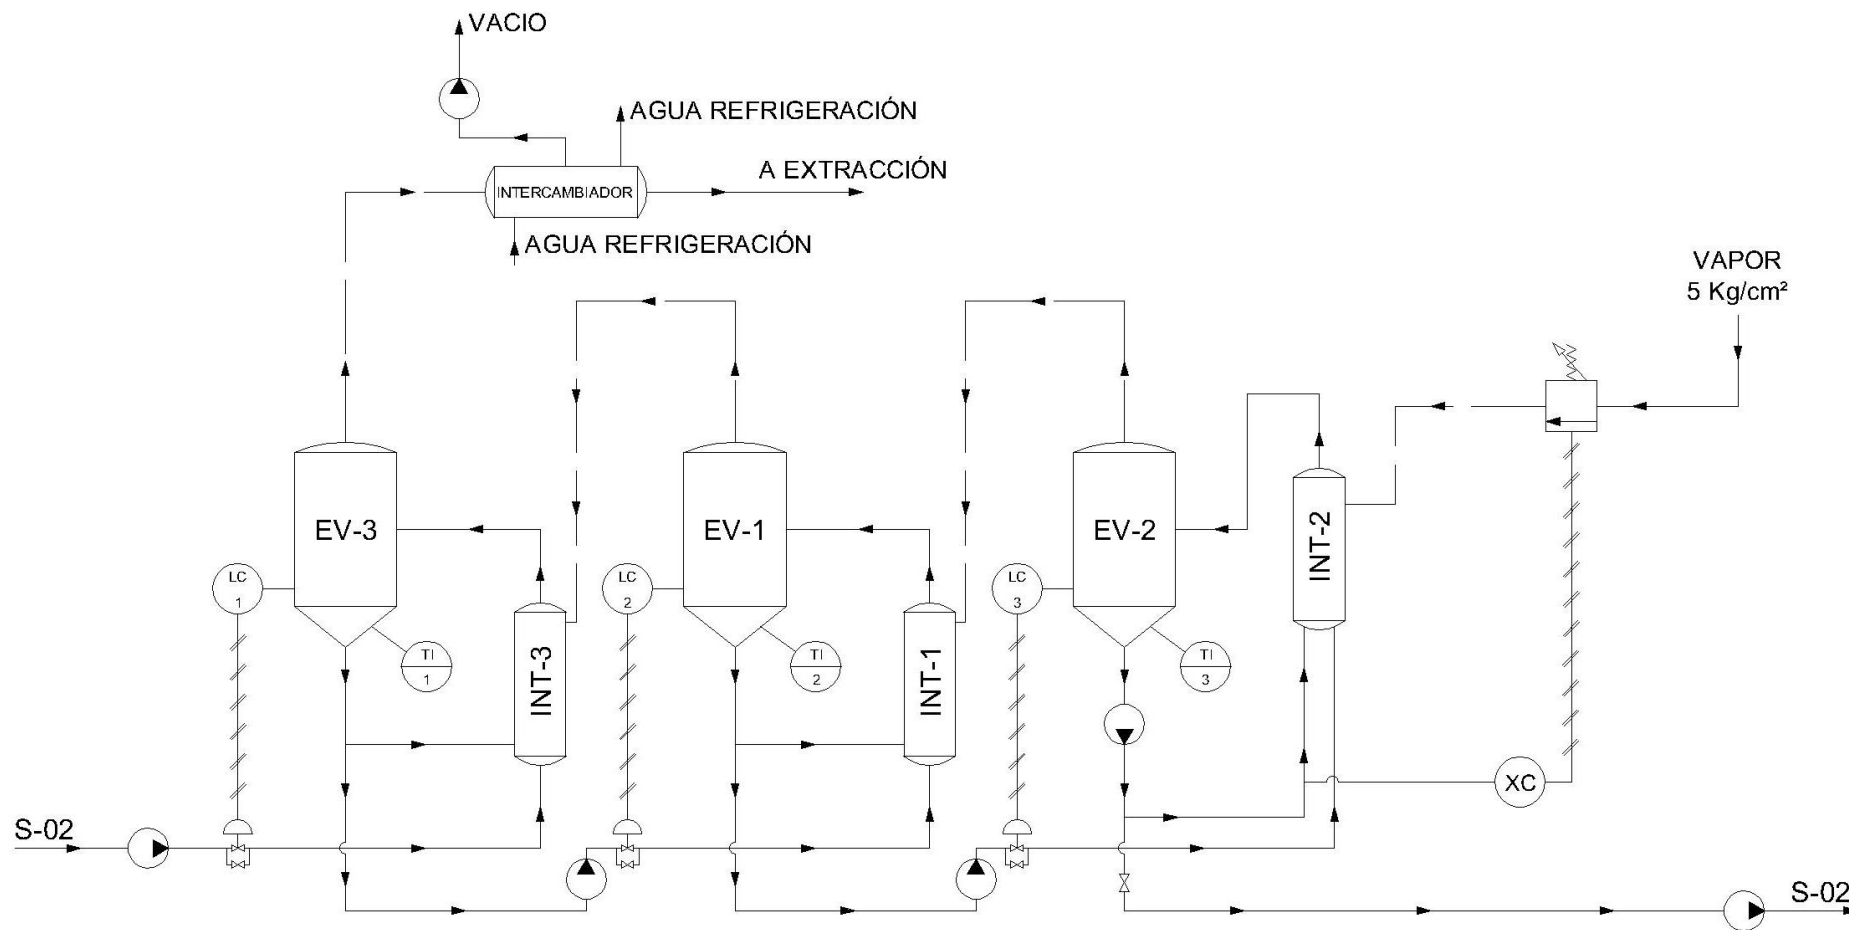 VACIO
AGUA REFRIGERACIÓN
A EXTRACCIÓN
INTERCAMBIADOR
AGUA REFRIGERACIÓN
VAPOR
5 Kg/cm²
EV-3
EV-1
EV-2
INT-2
LC
1
LC
2
LC
3
TI
1
INT-3
TI
2
INT-1
TI
3
XC
S-02
S-02